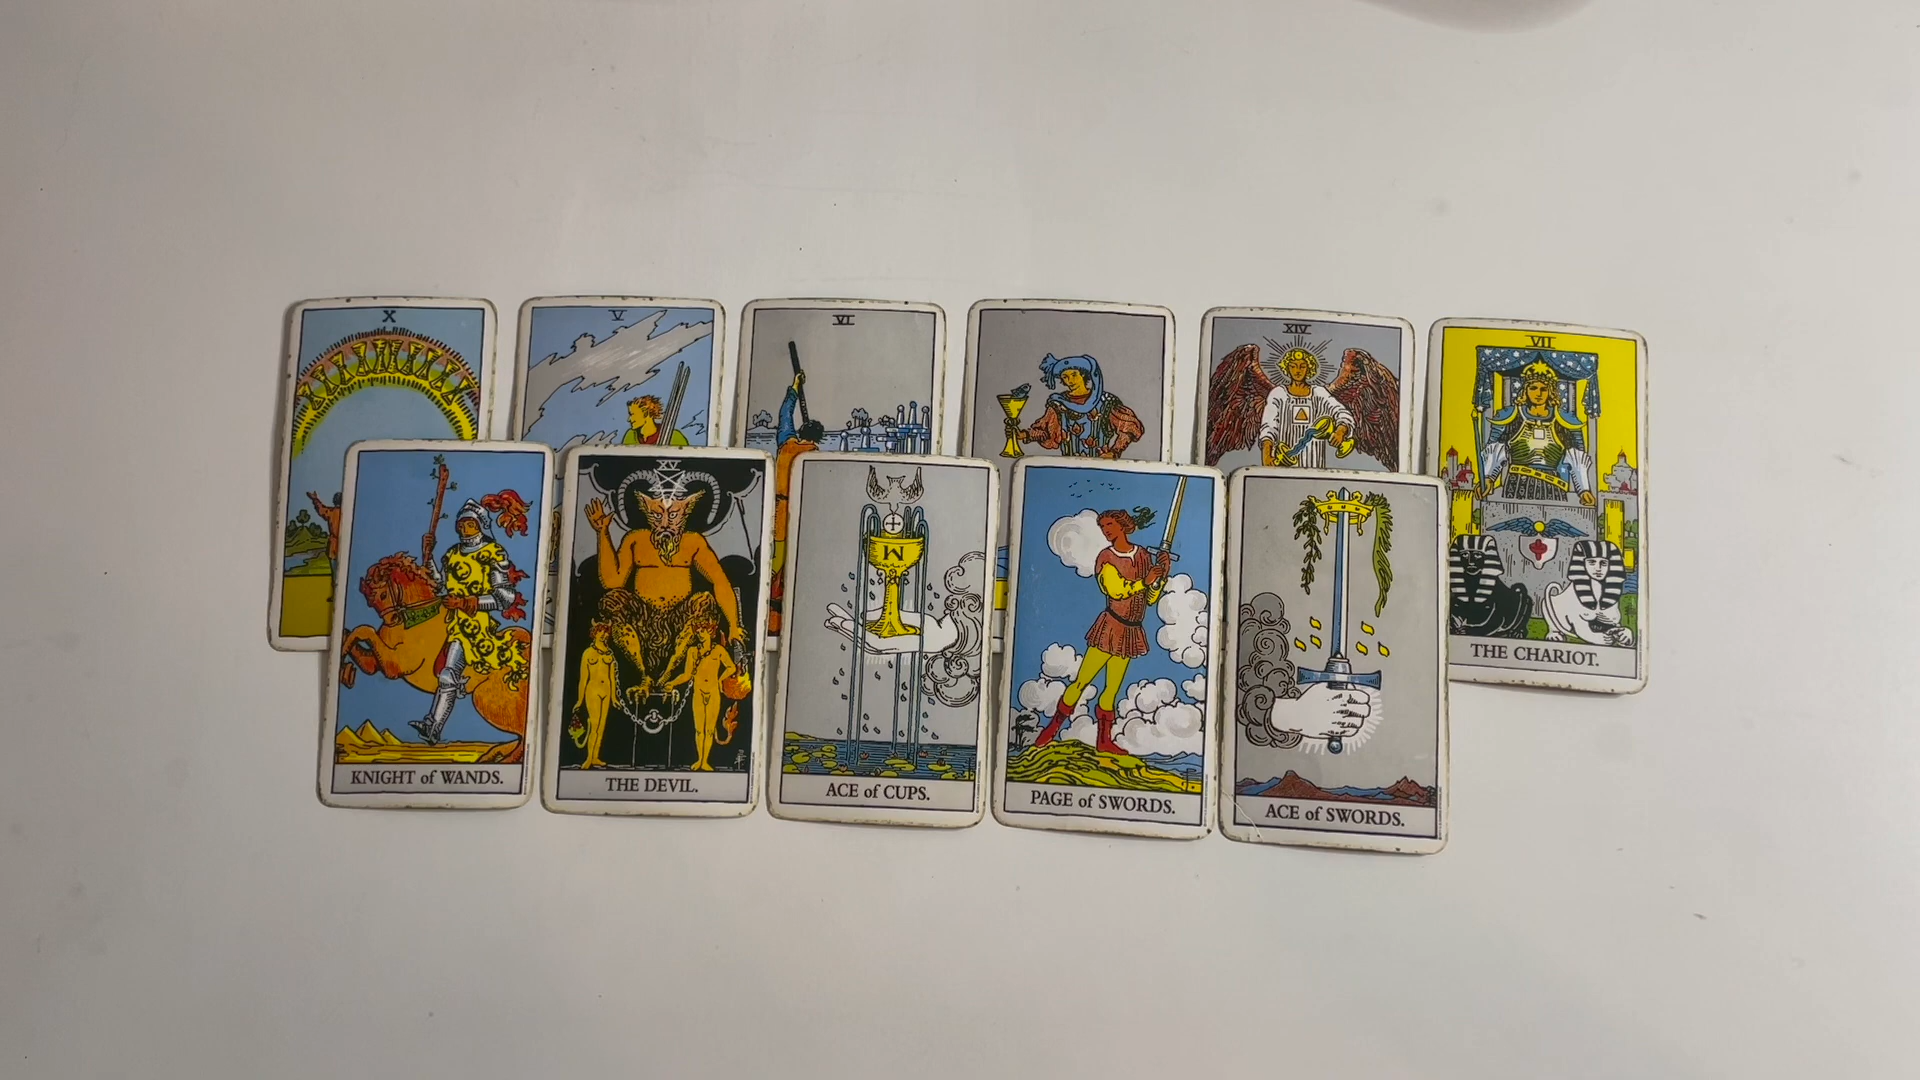 X
V
VI
XIV
VII
THE CHARIOT.
XV
KNIGHT of WANDS.
THE DEVIL.
ACE of CUPS.
PAGE of SWORDS.
ACE of SWORDS.